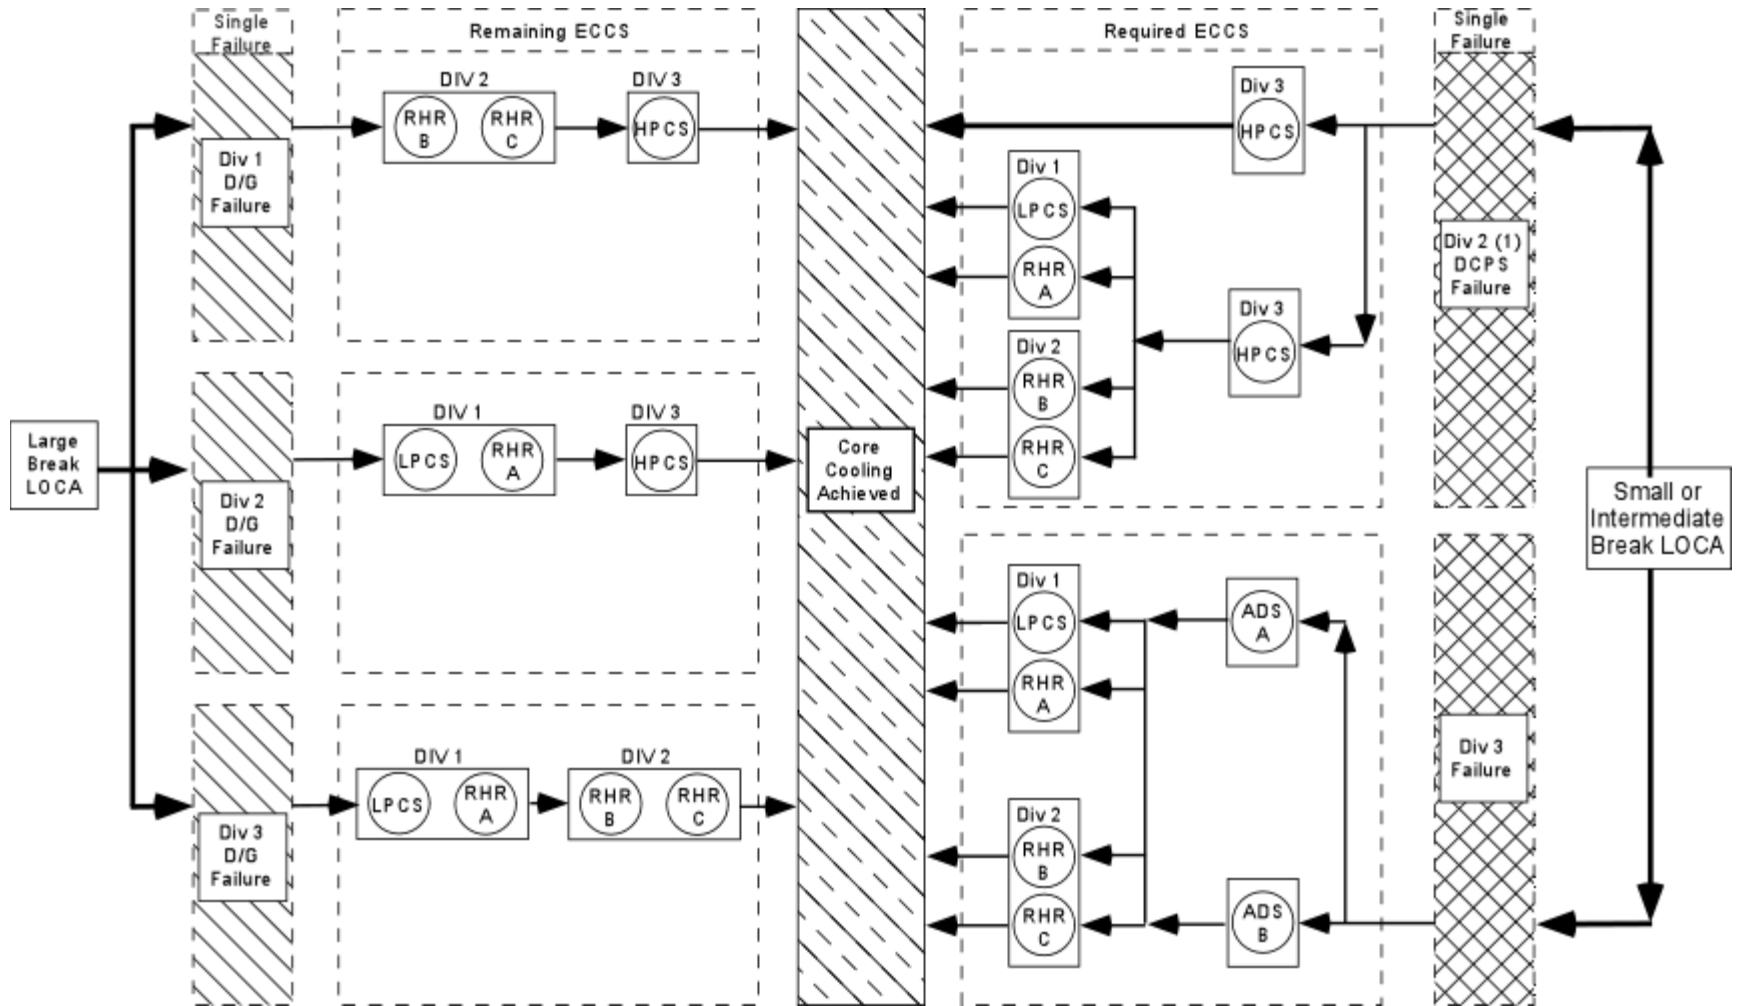 Single
Failure
Remaining ECCS
Required ECCS
Single
Failure
DIV 2
DIV 3
RHR
B
RHR
C
HPCS
Div 1
D/G
Failure
Div 3
HPCS
Div 1
LPCS
RHR
A
Div 2 (1)
DCPS
Failure
Div 3
HPCS
Div 2
RHR
B
RHR
C
Large
Break
LOCA
DIV 1
DIV 3
LPCS
RHR
A
HPCS
Div 2
D/G
Failure
Core
Cooling
Achieved
Small or
Intermediate
Break LOCA
Div 1
LPCS
RHR
A
ADS
A
Div 3
Failure
DIV 1
DIV 2
LPCS
RHR
A
RHR
B
RHR
C
Div 3
D/G
Failure
Div 2
RHR
B
RHR
C
ADS
B